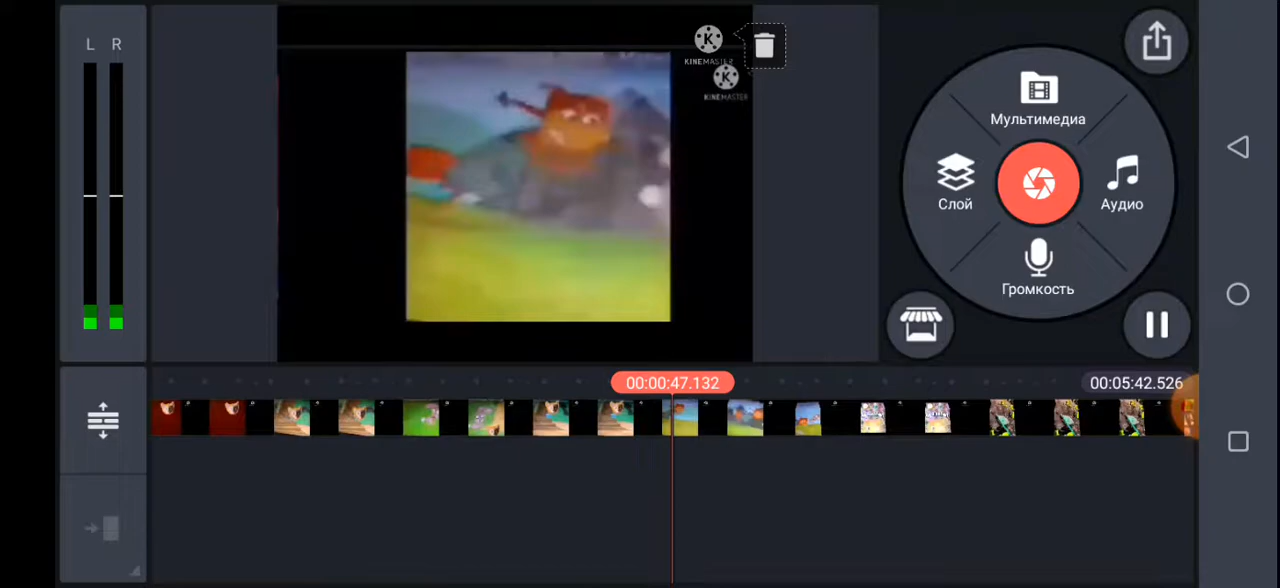 L R
KINEMASTER
KINEMASTER
Мультимедиа
Слой
Аудио
Громкость
00:00:47.132
00:05:42.526